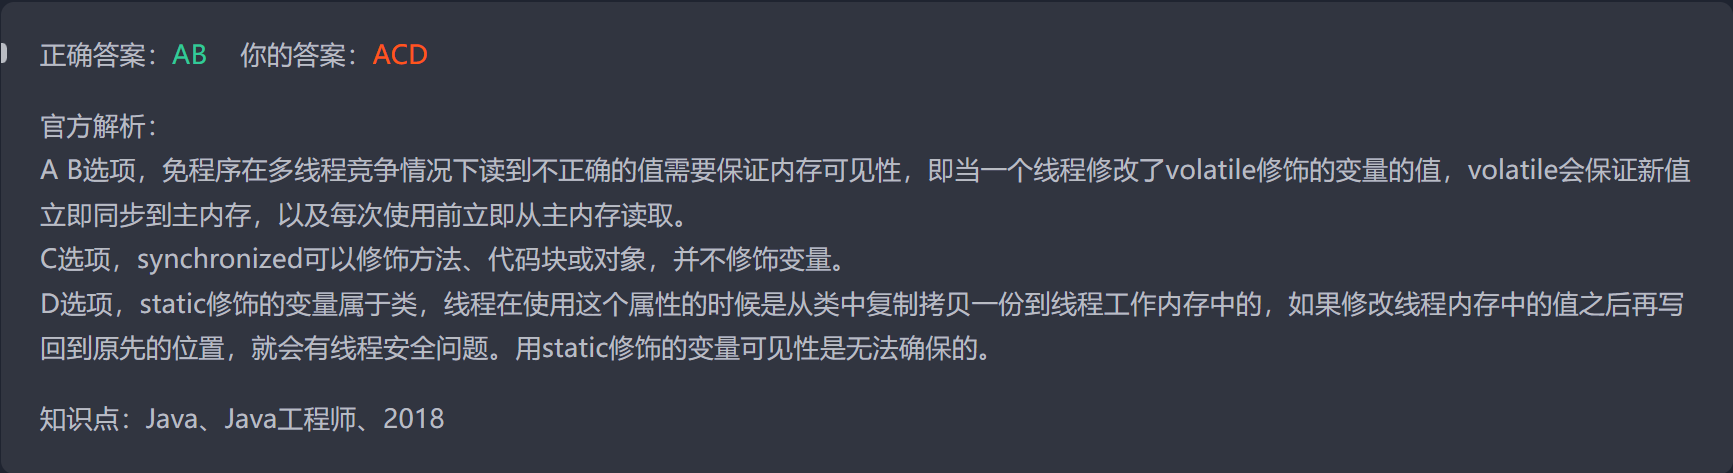 正确答案：AB 你的答案：ACD
官方解析：
A B选项，免程序在多线程竞争情况下读到不正确的值需要保证内存可见性，即当一个线程修改了volatile修饰的变量的值，volatile会保证新值
立即同步到主内存，以及每次使用前立即从主内存读取。
C选项，synchronized可以修饰方法、代码块或对象，并不修饰变量。
D选项，static修饰的变量属于类，线程在使用这个属性的时候是从类中复制拷贝一份到线程工作内存中的，如果修改线程内存中的值之后再写
回到原先的位置，就会有线程安全问题。用static修饰的变量可见性是无法确保的。
知识点：Java、Java工程师、2018